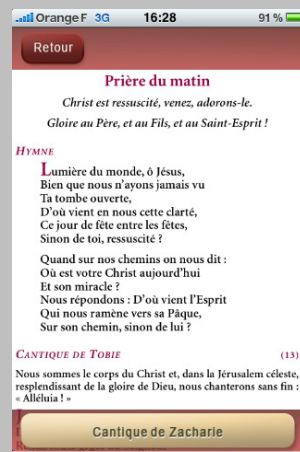 Orange F 3G 16:28 91 %
Retour
Prière du matin
Christ est ressuscité, venez, adorons-le.
Gloire au Père, et au Fils, et au Saint-Esprit !
Hymne
Lumière du monde, ô Jésus,
Bien que nous n'ayons jamais vu
Ta tombe ouverte,
D'où vient en nous cette clarté,
Ce jour de fête entre les fêtes,
Sinon de toi, ressuscité ?
Quand sur nos chemins on nous dit :
Où est votre Christ aujourd'hui
Et son miracle ?
Nous répondons : D'où vient l'Esprit
Qui nous ramène vers sa Pâque,
Sur son chemin, sinon de lui ?
Cantique de Tobie (13)
Nous sommes le corps du Christ et, dans la Jérusalem céleste,
resplendissant de la gloire de Dieu, nous chanterons sans fin :
« Alléluia ! »
Cantique de Zacharie